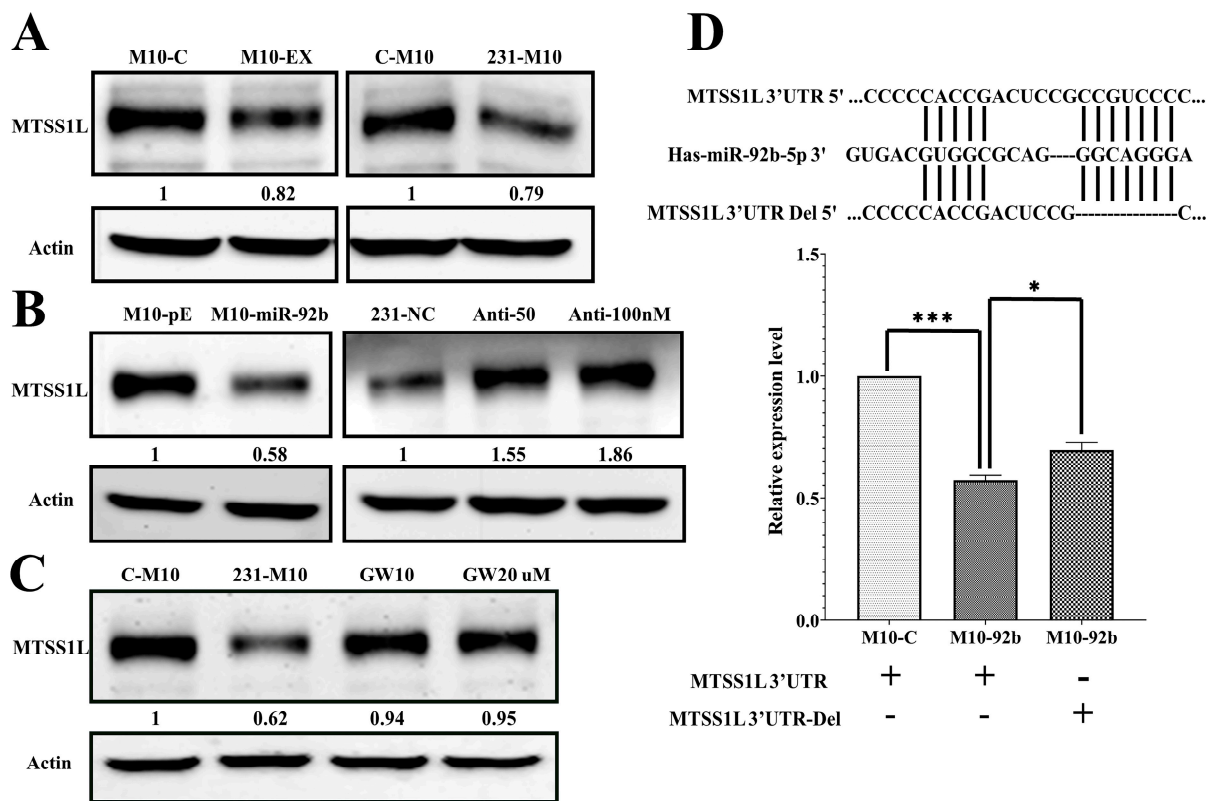 A
M10-C M10-EX C-M10 231-M10
MTSS1L
1 0.82 1 0.79
Actin
B
M10-pE M10-miR-92b 231-NC Anti-50 Anti-100nM
MTSS1L
1 0.58 1 1.55 1.86
Actin
C
C-M10 231-M10 GW10 GW20 uM
MTSS1L
1 0.62 0.94 0.95
Actin
D
MTSS1L 3’UTR 5' ...CCCCCACCGACUCCGCCGUCCCC...
Has-miR-92b-5p 3' GUGACGUGGCGCAG----GGCAGGGA
MTSS1L 3’UTR Del 5' ...CCCCCACCGACUCCG---------------C...
Relative expression level
1.5
1.0
0.5
0.0
*** *
M10-C M10-92b M10-92b
MTSS1L 3’UTR + + -
MTSS1L 3’UTR-Del - - +